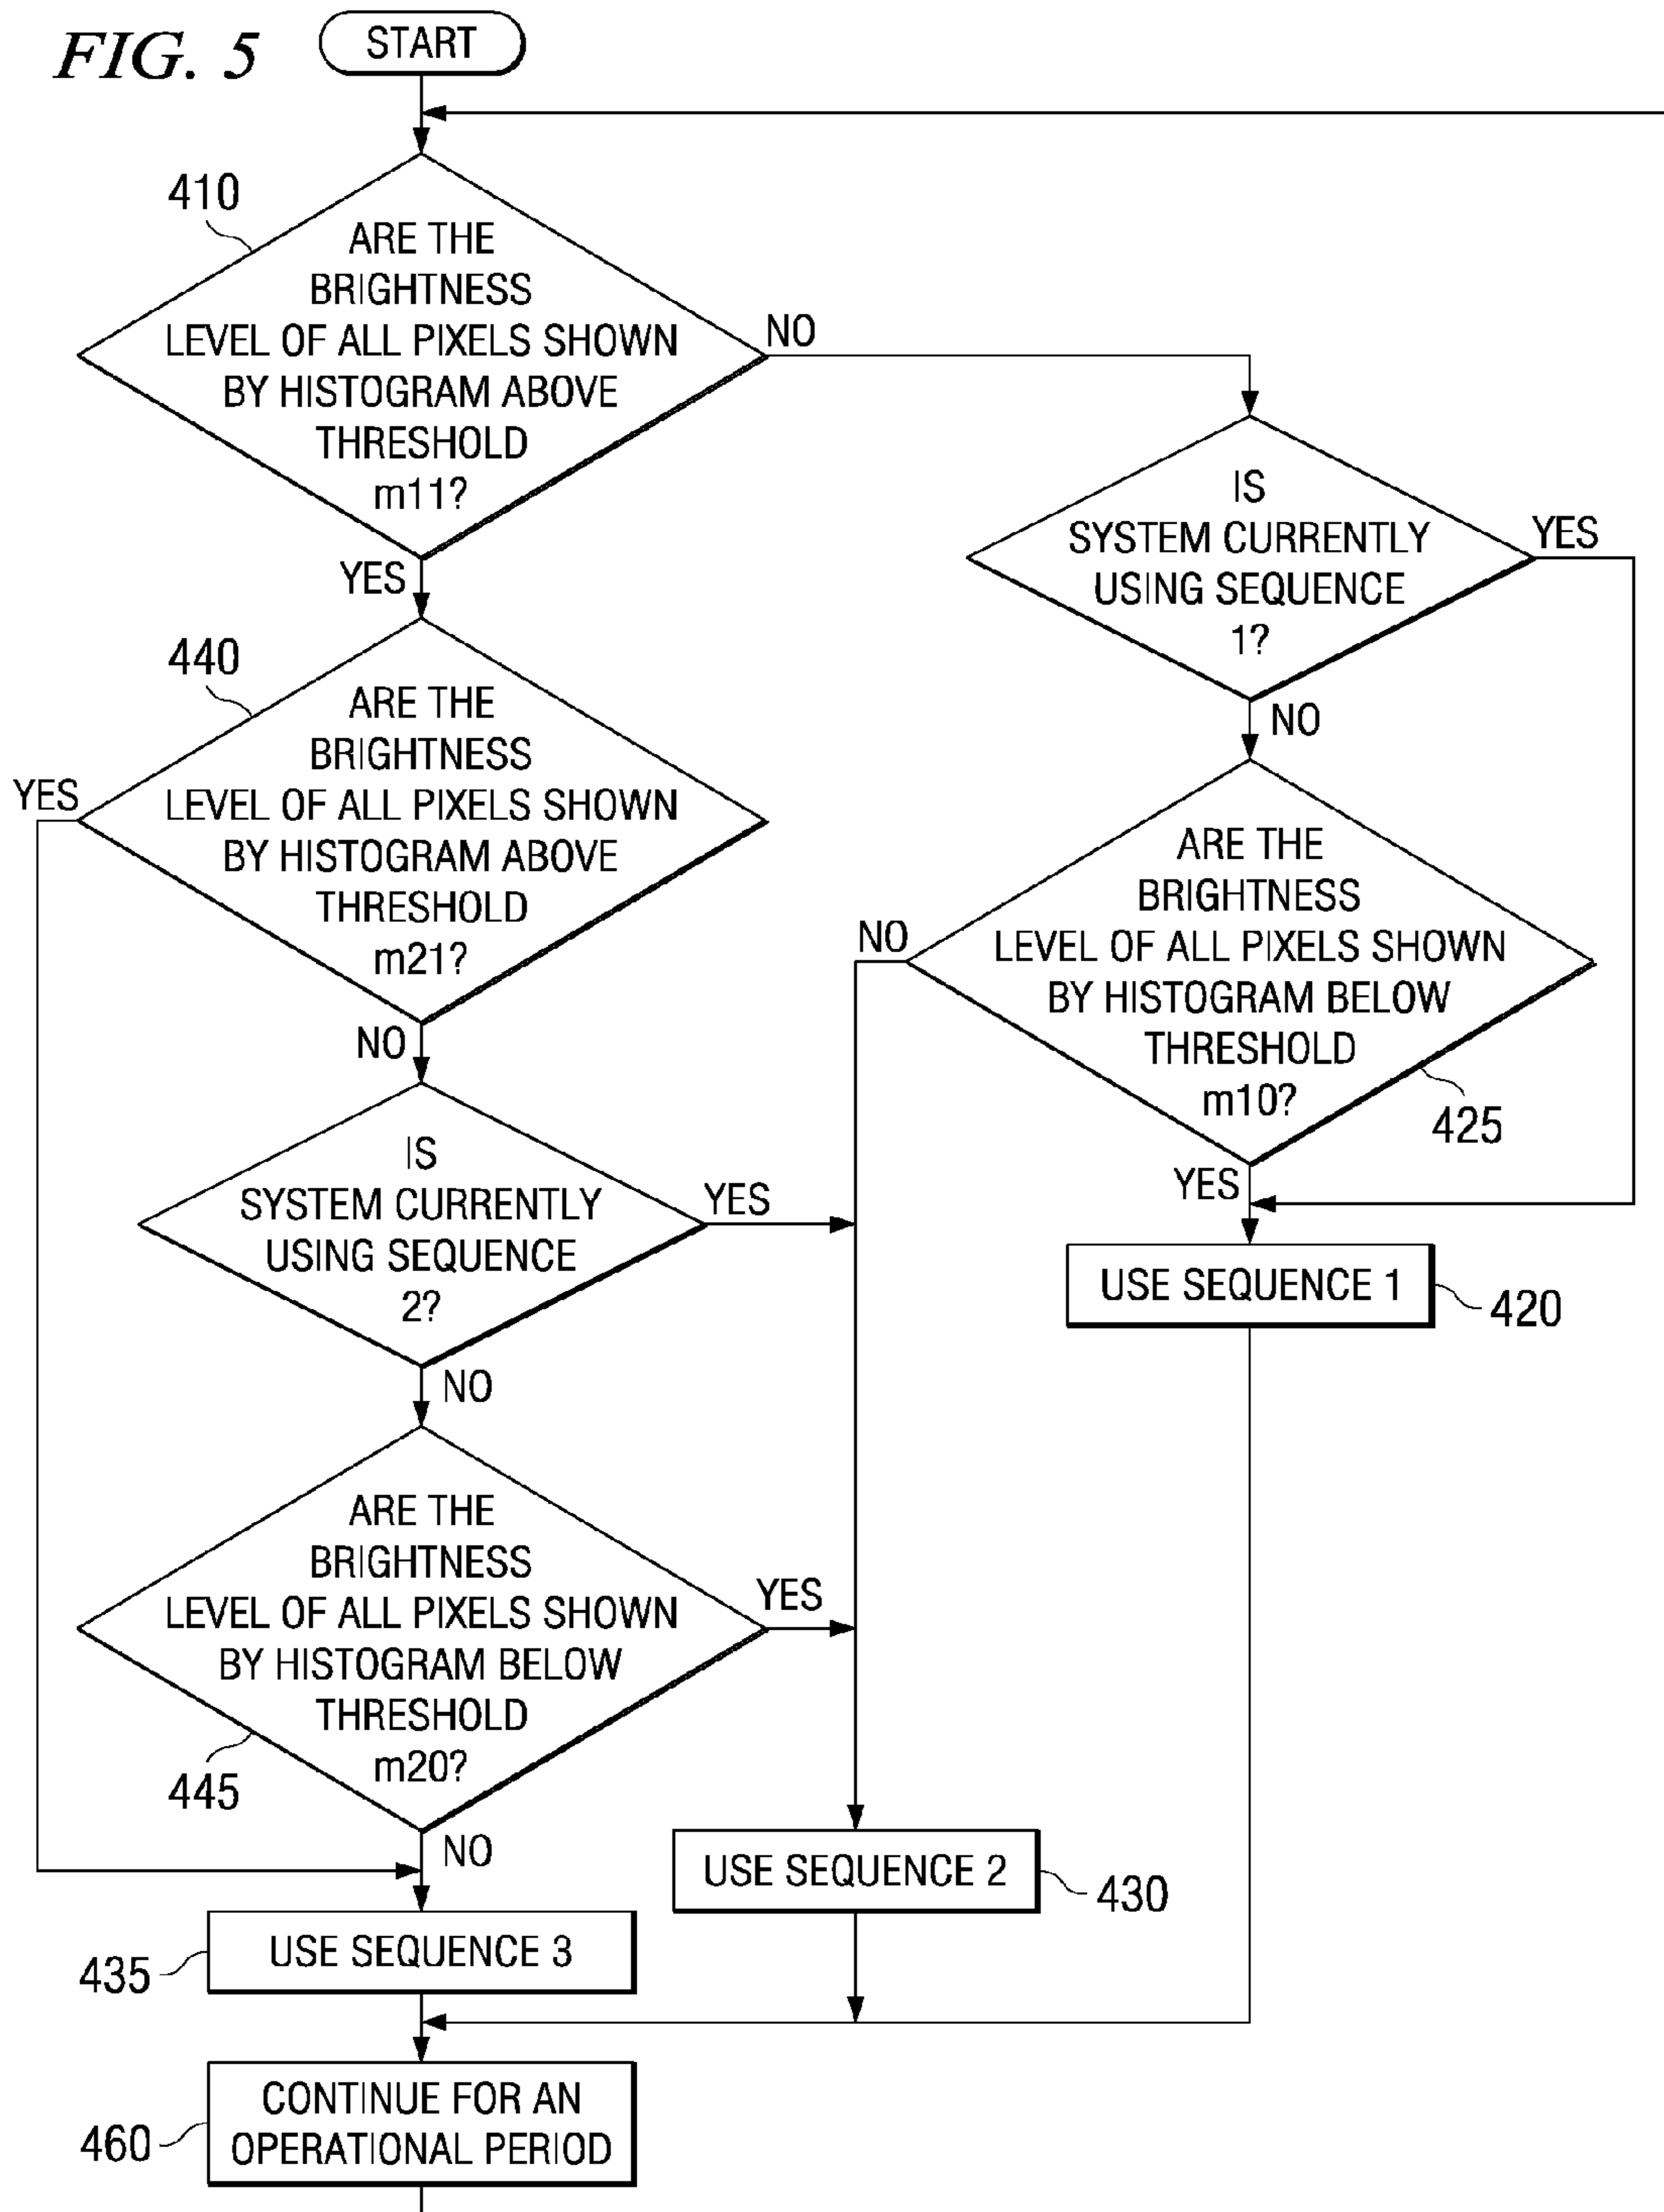 FIG. 5
START
410
ARE THE
BRIGHTNESS
LEVEL OF ALL PIXELS SHOWN
BY HISTOGRAM ABOVE
THRESHOLD
m11?
NO
YES
IS
SYSTEM CURRENTLY
USING SEQUENCE
1?
YES
NO
440
ARE THE
BRIGHTNESS
LEVEL OF ALL PIXELS SHOWN
BY HISTOGRAM ABOVE
THRESHOLD
m21?
YES
NO
ARE THE
BRIGHTNESS
LEVEL OF ALL PIXELS SHOWN
BY HISTOGRAM BELOW
THRESHOLD
m10?
NO
425
YES
IS
SYSTEM CURRENTLY
USING SEQUENCE
2?
YES
NO
USE SEQUENCE 1
420
ARE THE
BRIGHTNESS
LEVEL OF ALL PIXELS SHOWN
BY HISTOGRAM BELOW
THRESHOLD
m20?
YES
445
NO
USE SEQUENCE 2
430
USE SEQUENCE 3
435
CONTINUE FOR AN
OPERATIONAL PERIOD
460